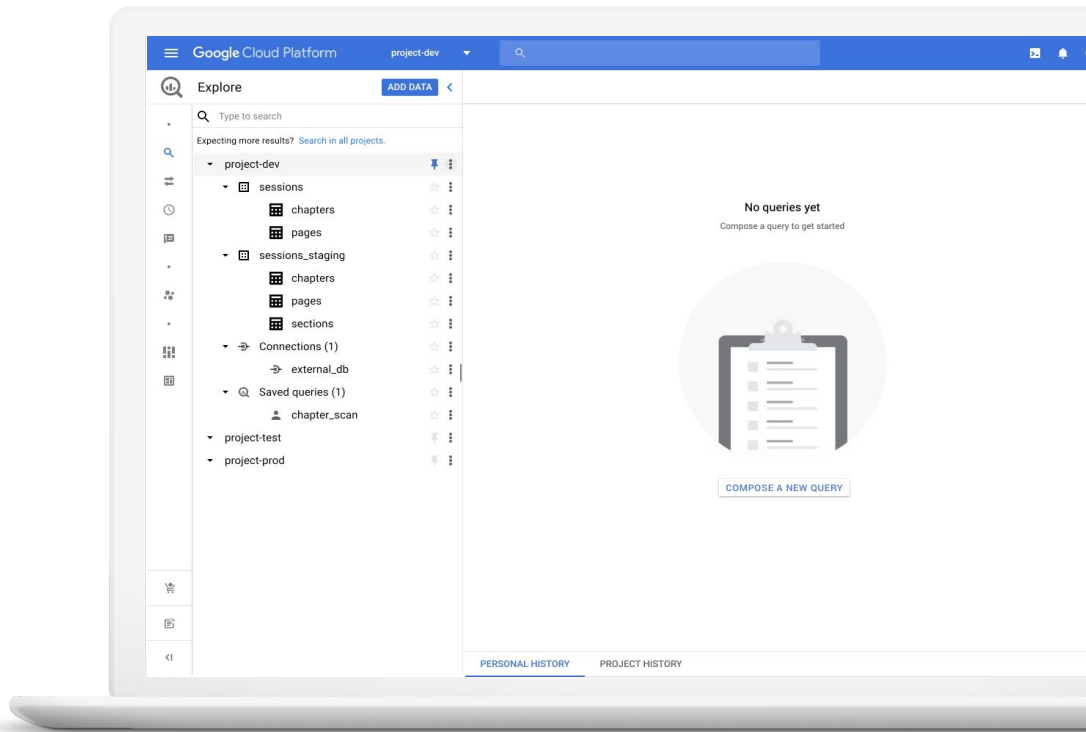 Google Cloud Platform
project-dev
Explore
ADD DATA
Type to search
Expecting more results? Search in all projects.
project-dev
sessions
chapters
pages
sessions_staging
chapters
pages
sections
Connections (1)
external_db
Saved queries (1)
chapter_scan
project-test
project-prod
No queries yet
Compose a query to get started
COMPOSE A NEW QUERY
PERSONAL HISTORY PROJECT HISTORY